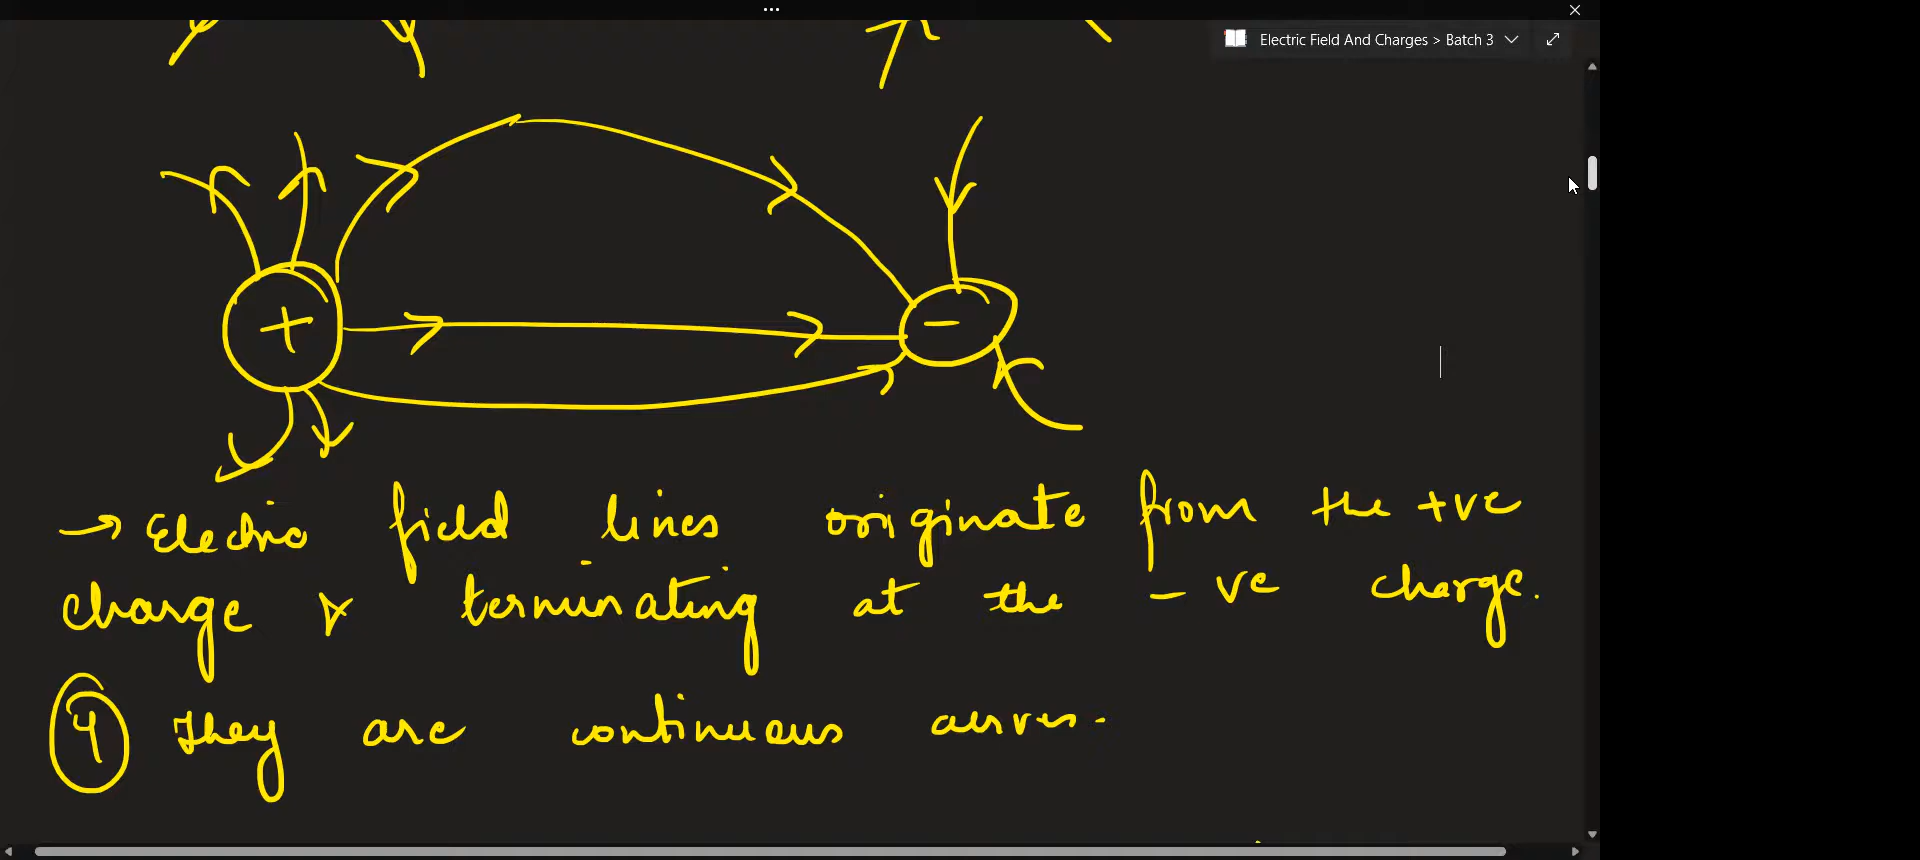 Electric Field And Charges > Batch 3
+
-
→ Electric field lines originate from the +ve
charge & terminating at the -ve charge.
4 They are continuous curves.